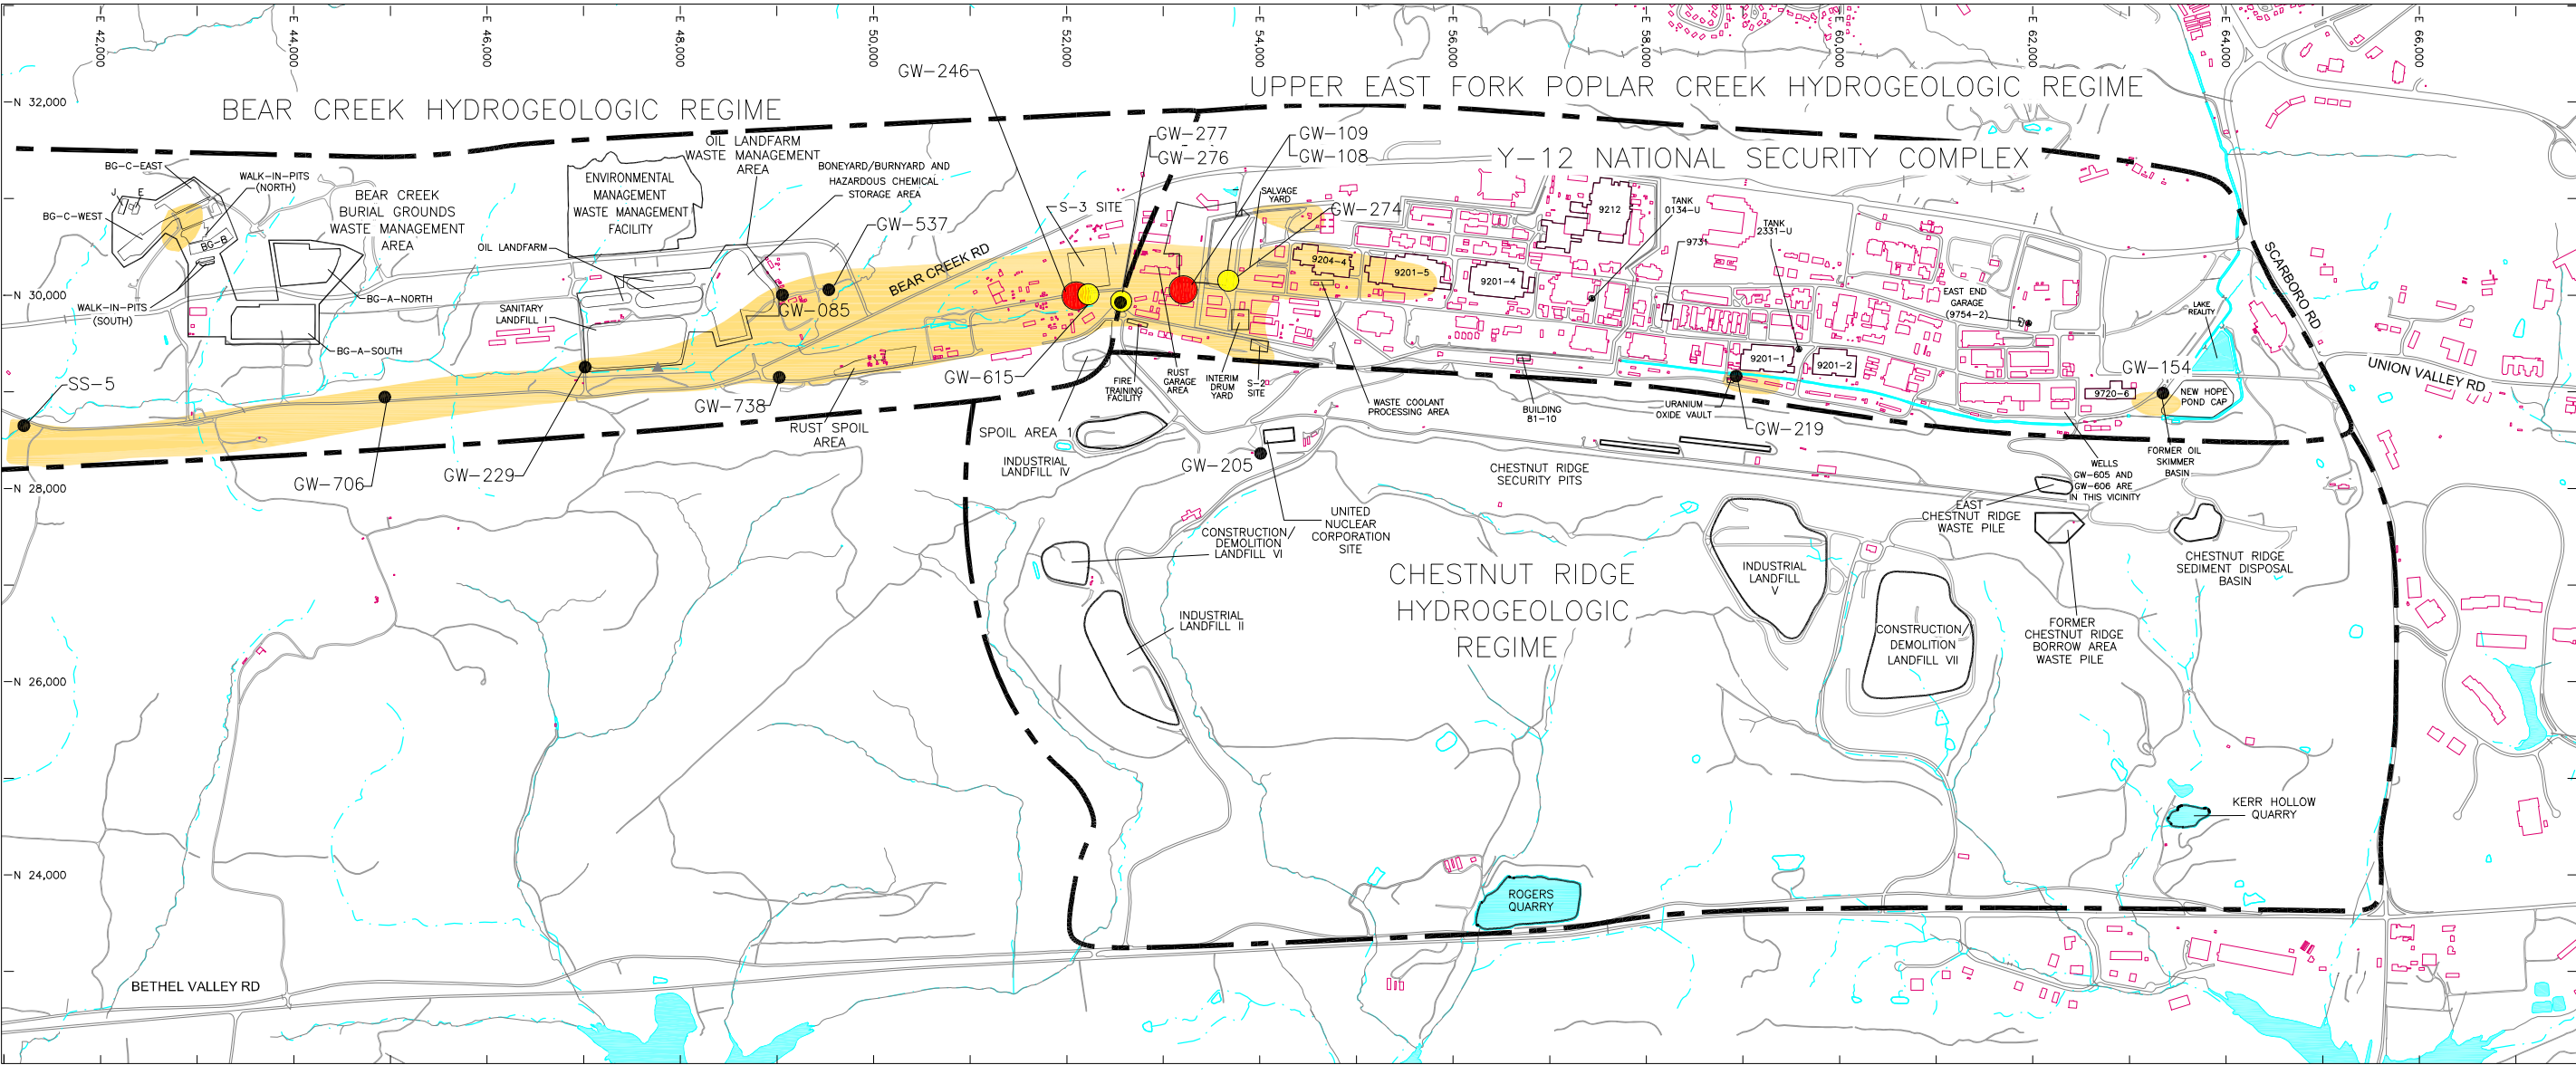 E 42,000
E 44,000
E 46,000
E 48,000
E 50,000
E 52,000
E 54,000
E 56,000
E 58,000
E 60,000
E 62,000
E 64,000
E 66,000
N 32,000
N 30,000
N 28,000
N 26,000
N 24,000
BEAR CREEK HYDROGEOLOGIC REGIME
UPPER EAST FORK POPLAR CREEK HYDROGEOLOGIC REGIME
Y-12 NATIONAL SECURITY COMPLEX
GW-246
GW-277
GW-276
GW-109
GW-108
BG-C-EAST
J
E
BG-C-WEST
WALK-IN-PITS
(NORTH)
BG-B
BEAR CREEK
BURIAL GROUNDS
WASTE MANAGEMENT
AREA
WALK-IN-PITS
(SOUTH)
BG-A-NORTH
BG-A-SOUTH
ENVIRONMENTAL
MANAGEMENT
WASTE MANAGEMENT
FACILITY
OIL LANDFARM
WASTE MANAGEMENT
AREA
BONEYARD/BURNYARD AND
HAZARDOUS CHEMICAL
STORAGE AREA
OIL LANDFARM
SANITARY
LANDFILL I
GW-537
GW-085
BEAR CREEK RD
S-3 SITE
SALVAGE
YARD
GW-274
9204-4
9201-5
9201-4
9212
9731
TANK
0134-U
TANK
2331-U
EAST END
GARAGE
(9754-2)
LAKE
REALITY
SCARBORO RD
UNION VALLEY RD
SS-5
GW-706
GW-229
GW-738
RUST SPOIL
AREA
GW-615
SPOIL AREA 1
FIRE
TRAINING
FACILITY
RUST
GARAGE
AREA
INTERIM
DRUM
YARD
S-2
SITE
WASTE COOLANT
PROCESSING AREA
BUILDING
81-10
URANIUM
OXIDE VAULT
9201-1
9201-2
GW-219
9720-6
GW-154
NEW HOPE
POND CAP
FORMER OIL
SKIMMER
BASIN
WELLS
GW-605 AND
GW-606 ARE
IN THIS VICINITY
INDUSTRIAL
LANDFILL IV
GW-205
UNITED
NUCLEAR
CORPORATION
SITE
CHESTNUT RIDGE
SECURITY PITS
EAST
CHESTNUT RIDGE
WASTE PILE
CHESTNUT RIDGE
SEDIMENT DISPOSAL
BASIN
CONSTRUCTION/
DEMOLITION
LANDFILL VI
INDUSTRIAL
LANDFILL II
CHESTNUT RIDGE
HYDROGEOLOGIC
REGIME
INDUSTRIAL
LANDFILL
V
CONSTRUCTION/
DEMOLITION
LANDFILL VII
FORMER
CHESTNUT RIDGE
BORROW AREA
WASTE PILE
KERR HOLLOW
QUARRY
ROGERS
QUARRY
BETHEL VALLEY RD